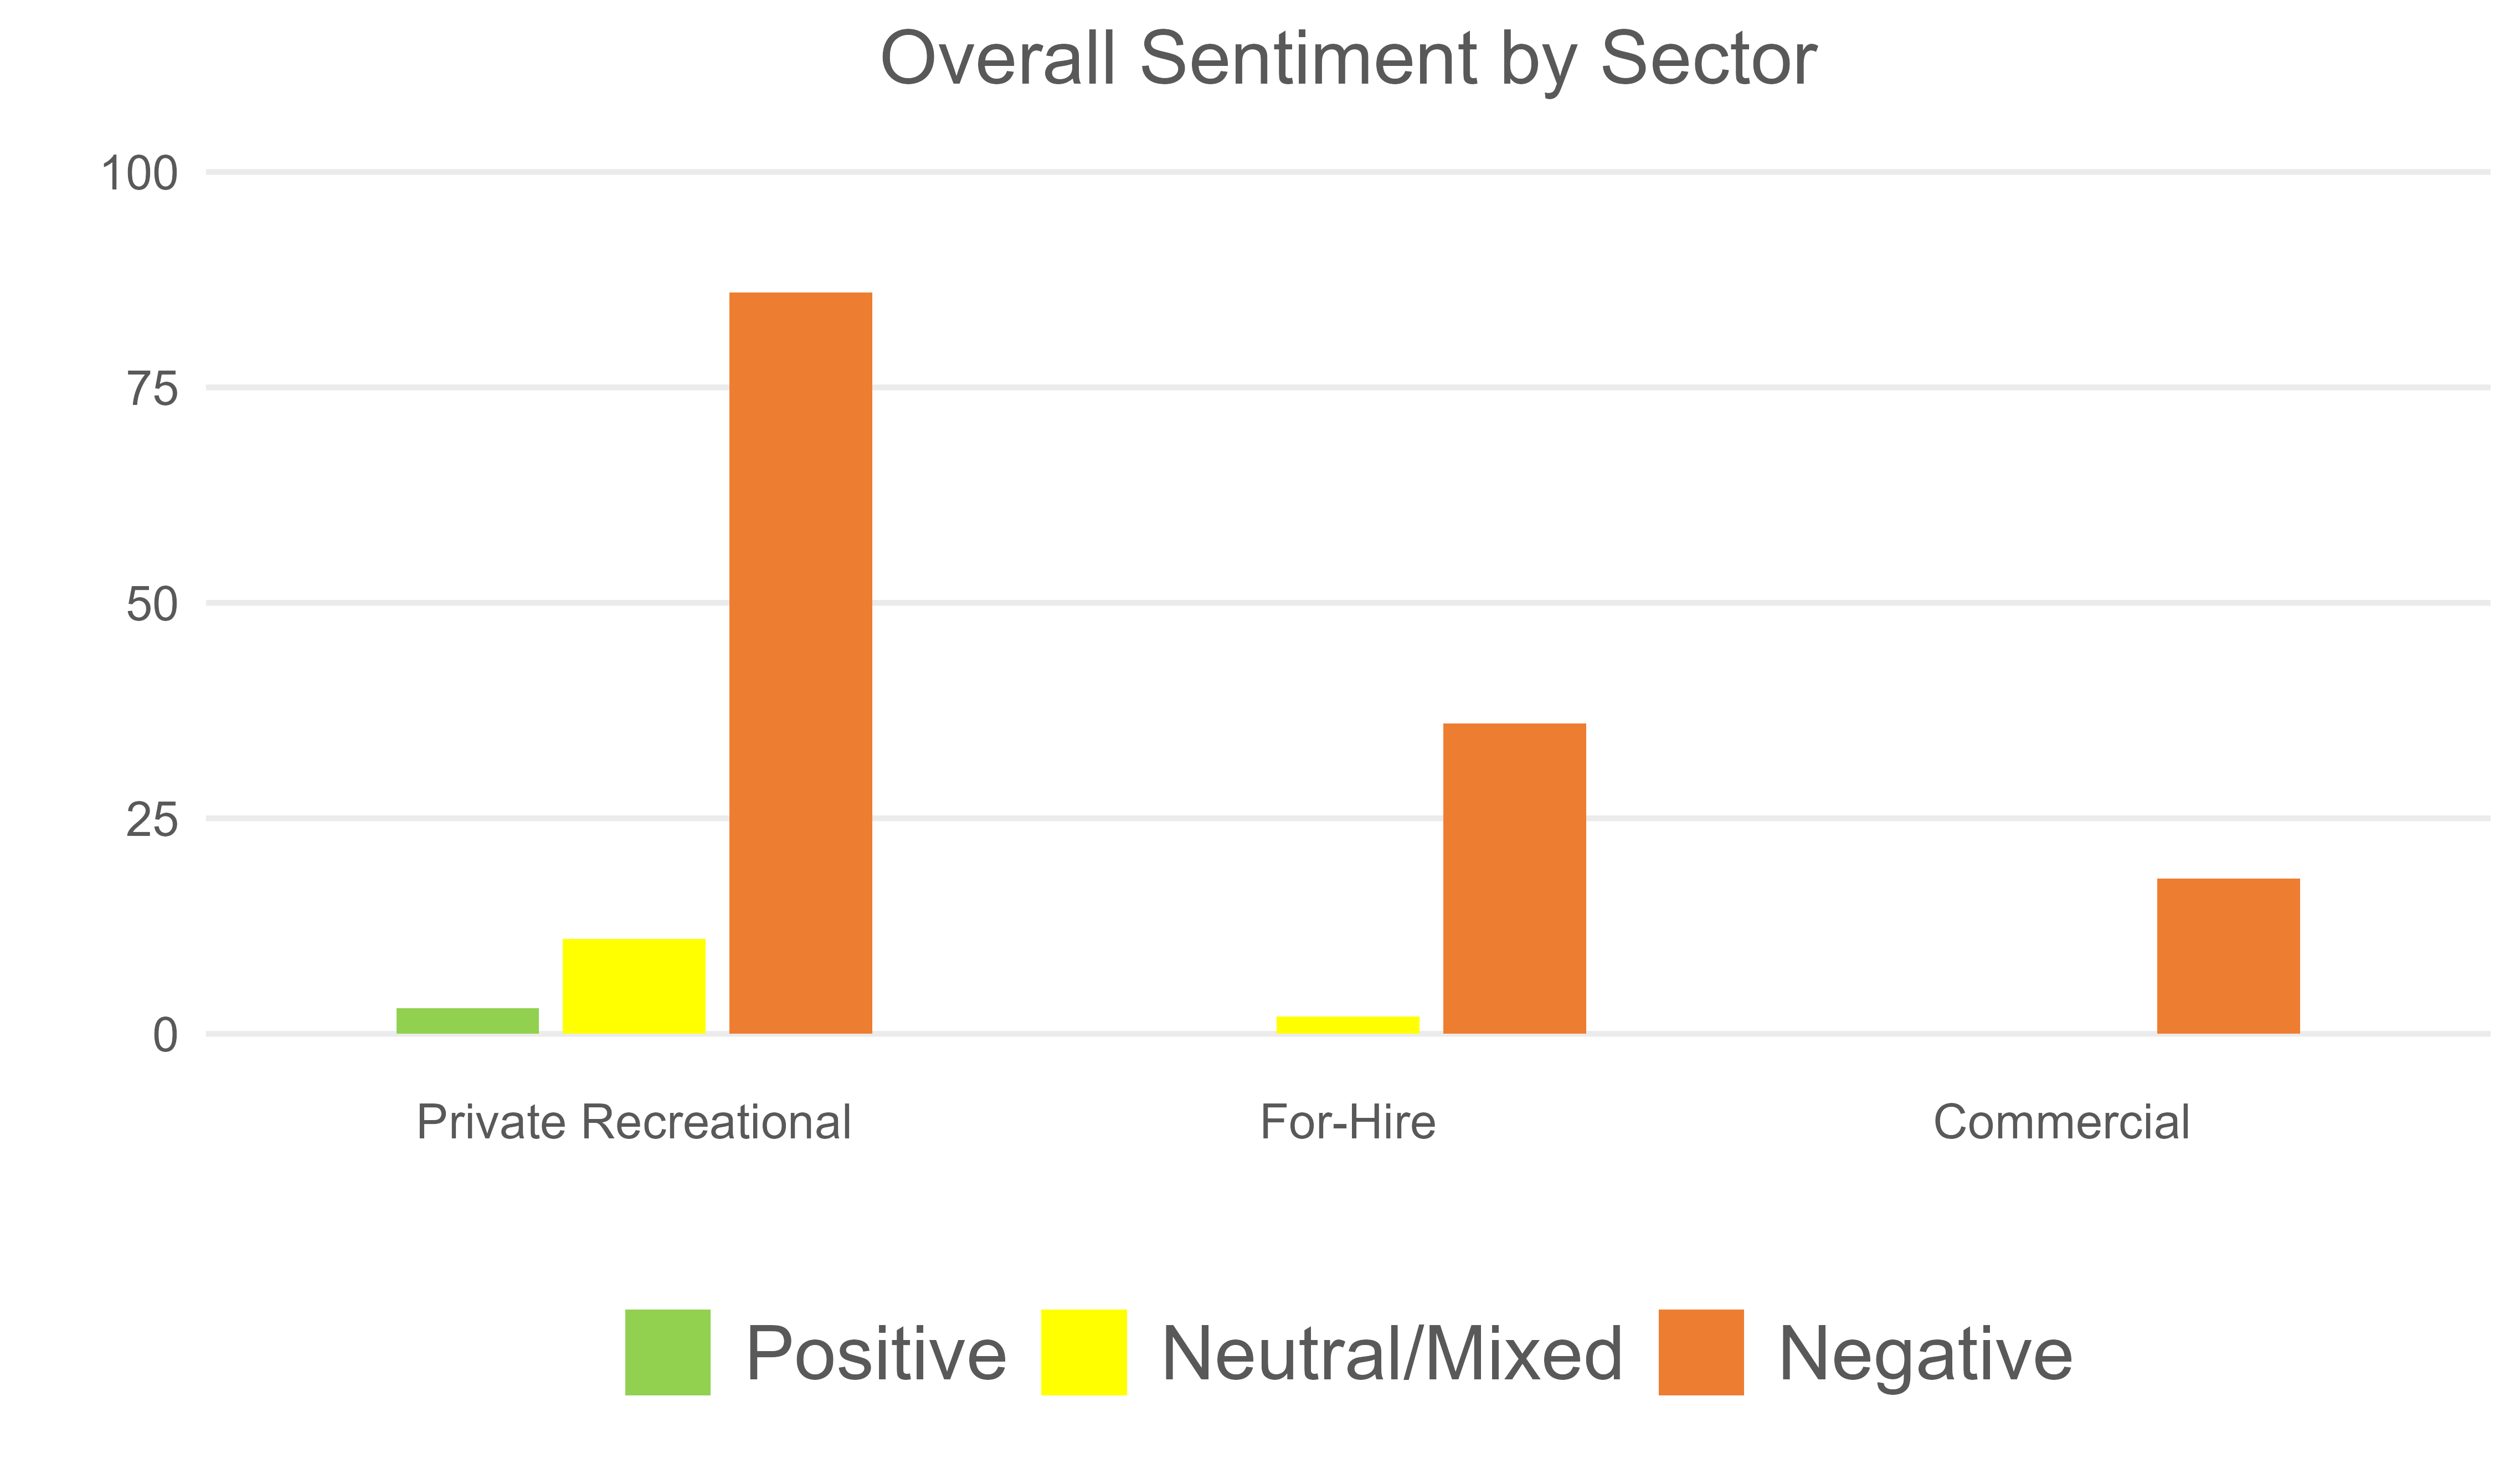 Overall Sentiment by Sector
100
75
50
25
0
Private Recreational For-Hire Commercial
Positive Neutral/Mixed Negative